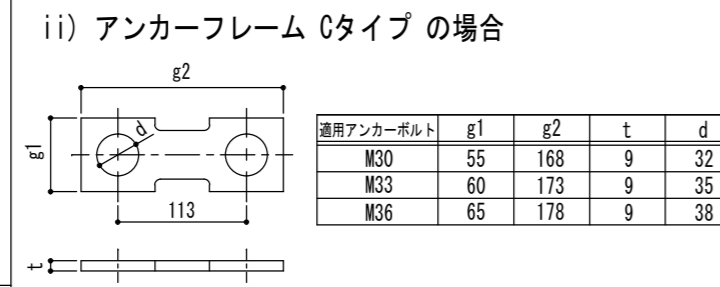 ii) アンカーフレーム Cタイプ の場合
g2
g1
d
113
t
適用アンカーボルト g1 g2 t d
M30 55 168 9 32
M33 60 173 9 35
M36 65 178 9 38